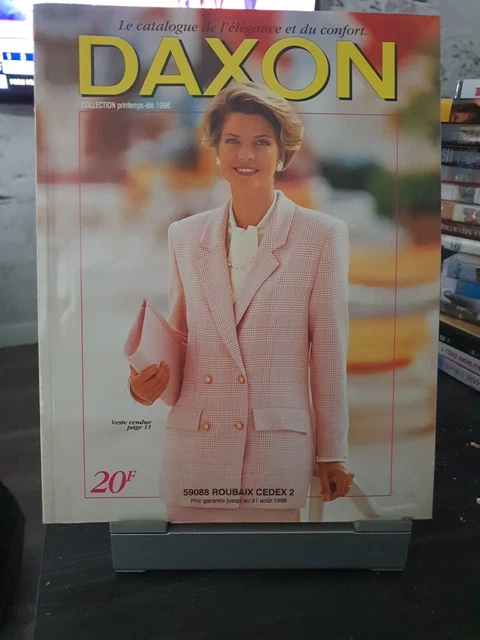 Le catalogue de l'élégance et du confort.
DAXON
COLLECTION printemps-été 1996
Veste vendue
page 11
20F
59088 ROUBAIX CEDEX 2
Prix garantis jusqu'au 31 août 1996